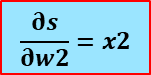 ∂s/∂w2 = x2